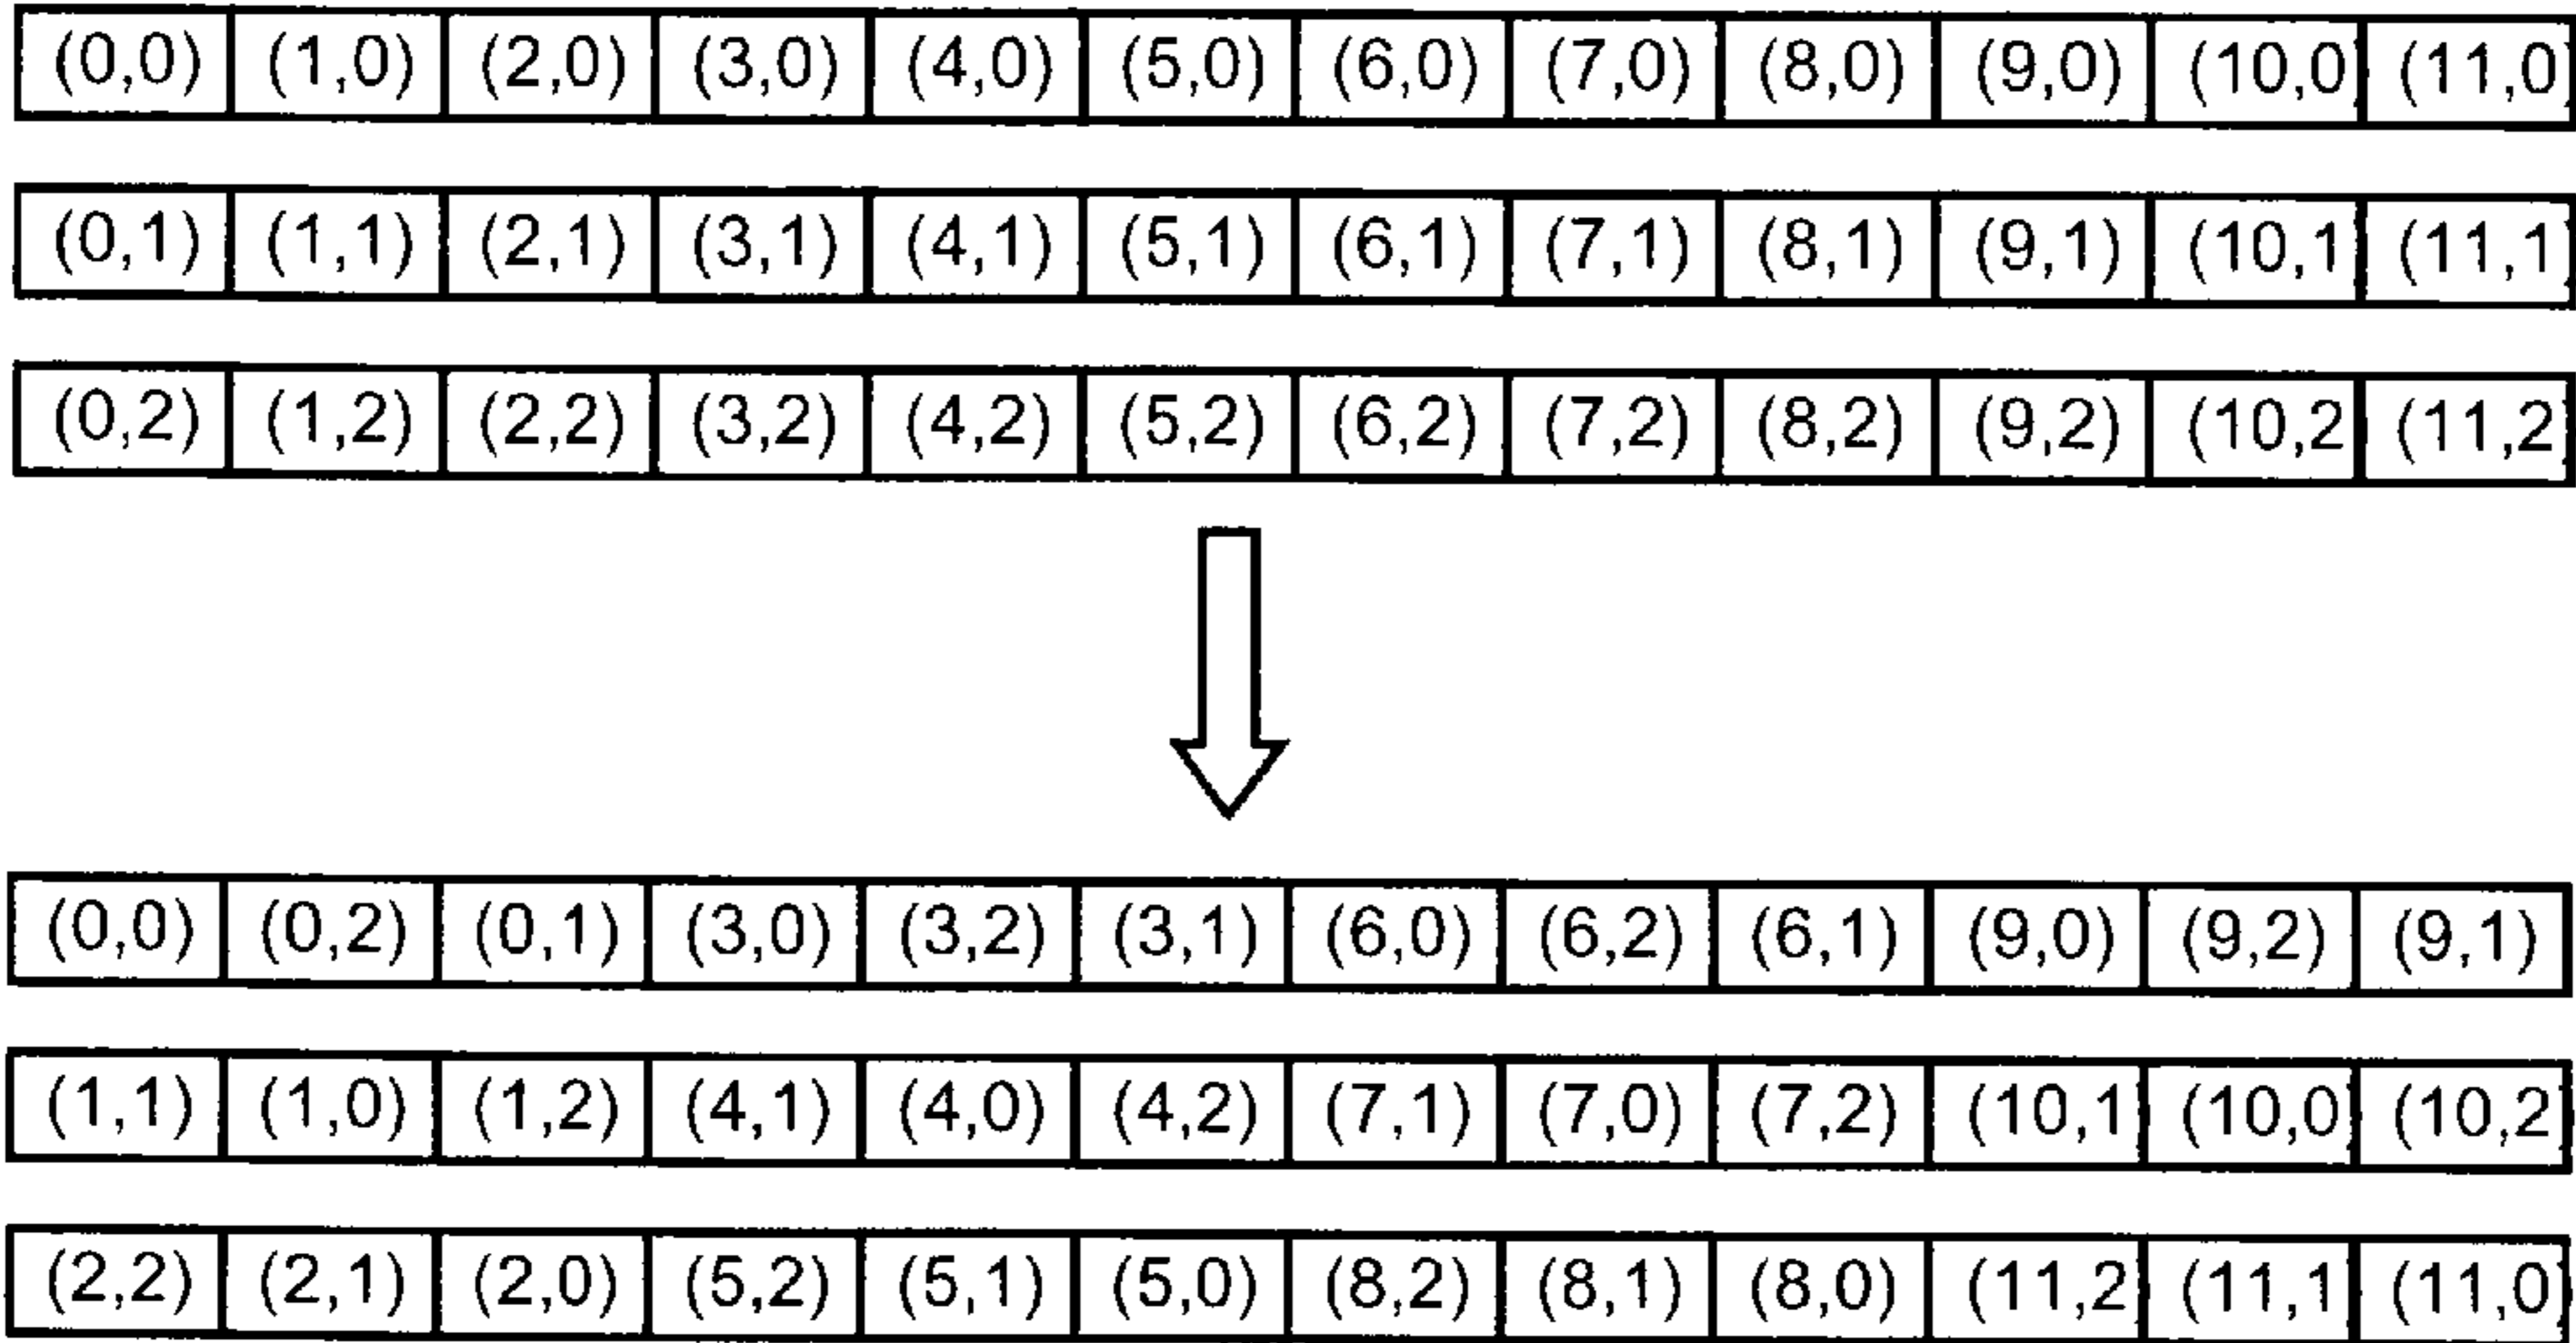 (0,0) (1,0) (2,0) (3,0) (4,0) (5,0) (6,0) (7,0) (8,0) (9,0) (10,0 (11,0
(0,1) (1,1) (2,1) (3,1) (4,1) (5,1) (6,1) (7,1) (8,1) (9,1) (10,1 (11,1
(0,2) (1,2) (2,2) (3,2) (4,2) (5,2) (6,2) (7,2) (8,2) (9,2) (10,2 (11,2
(0,0) (0,2) (0,1) (3,0) (3,2) (3,1) (6,0) (6,2) (6,1) (9,0) (9,2) (9,1)
(1,1) (1,0) (1,2) (4,1) (4,0) (4,2) (7,1) (7,0) (7,2) (10,1 (10,0 (10,2
(2,2) (2,1) (2,0) (5,2) (5,1) (5,0) (8,2) (8,1) (8,0) (11,2 (11,1 (11,0